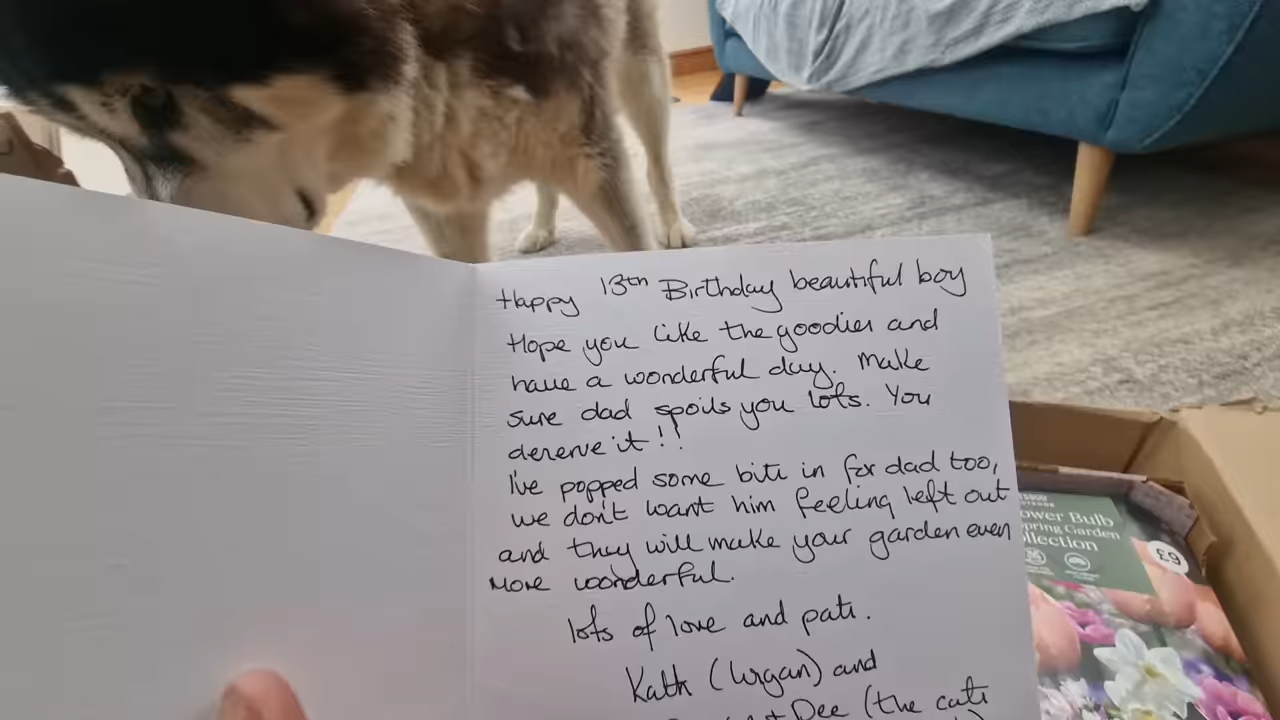 Happy 13th Birthday beautiful boy
Hope you like the goodies and
have a wonderful day. Make
sure dad spoils you lots. You
deserve it!!
I've popped some bits in for dad too,
we don't want him feeling left out
and they will make your garden even
more wonderful.
lots of love and pats.
Kath (Wigan) and
Dee (the cats
ower Bulb
pring Garden
llection
£9